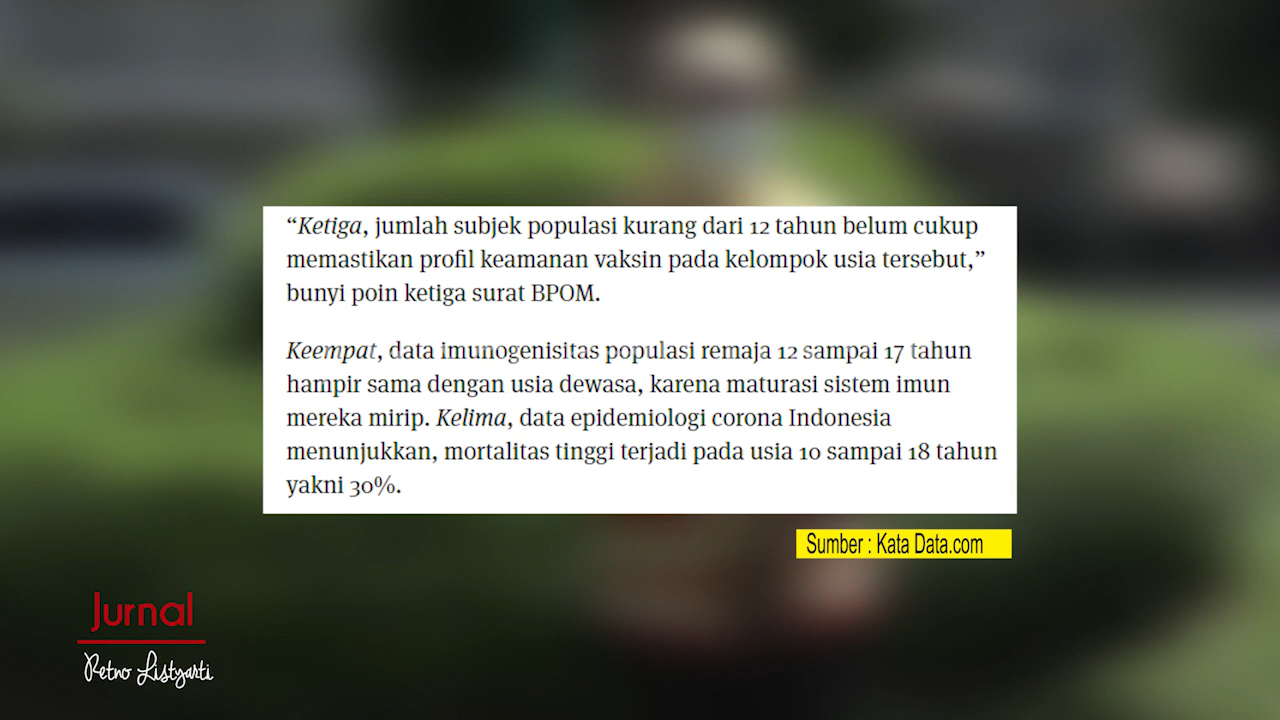 “Ketiga, jumlah subjek populasi kurang dari 12 tahun belum cukup
memastikan profil keamanan vaksin pada kelompok usia tersebut,”
bunyi poin ketiga surat BPOM.
Keempat, data imunogenisitas populasi remaja 12 sampai 17 tahun
hampir sama dengan usia dewasa, karena maturasi sistem imun
mereka mirip. Kelima, data epidemiologi corona Indonesia
menunjukkan, mortalitas tinggi terjadi pada usia 10 sampai 18 tahun
yakni 30%.
Sumber : Kata Data.com
Jurnal
Retno Listyarti